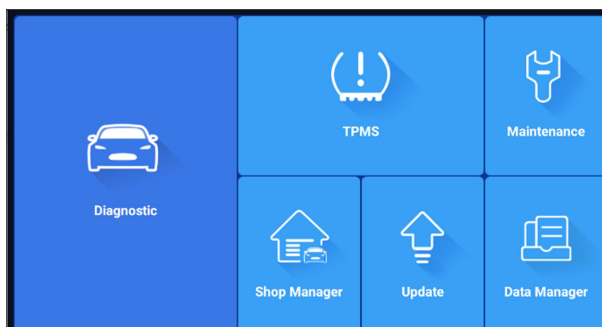 TPMS
Maintenance
Diagnostic
Shop Manager
Update
Data Manager